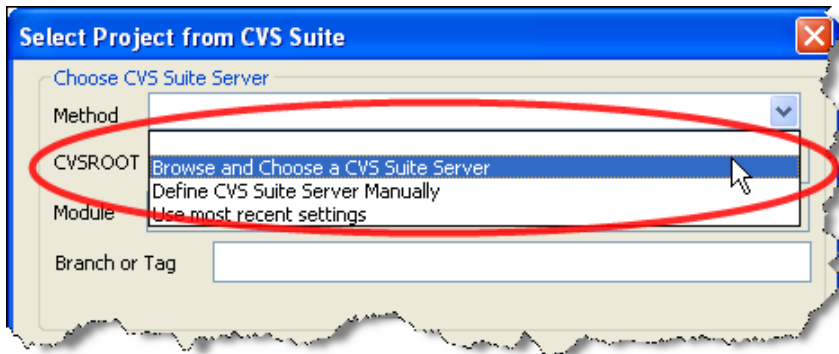 Select Project from CVS Suite
Choose CVS Suite Server
Method
CVSROOT
Browse and Choose a CVS Suite Server
Define CVS Suite Server Manually
Module
Use most recent settings
Branch or Tag